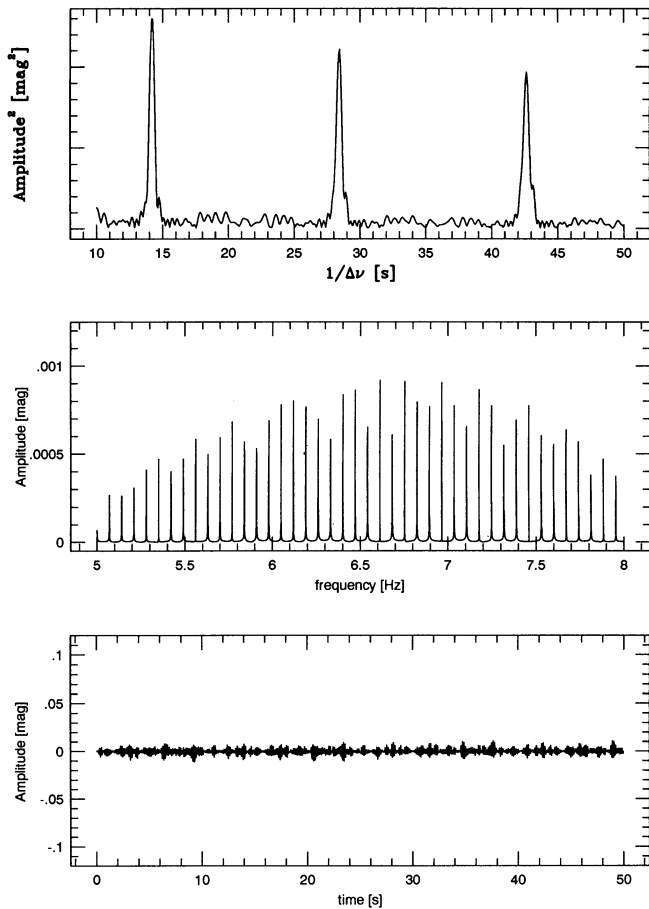 Amplitude² [mag²]
10 15 20 25 30 35 40 45 50
1/Δν [s]
.001
.0005
0
Amplitude [mag]
5 5.5 6 6.5 7 7.5 8
frequency [Hz]
.1
.05
0
-.05
-.1
Amplitude [mag]
0 10 20 30 40 50
time [s]